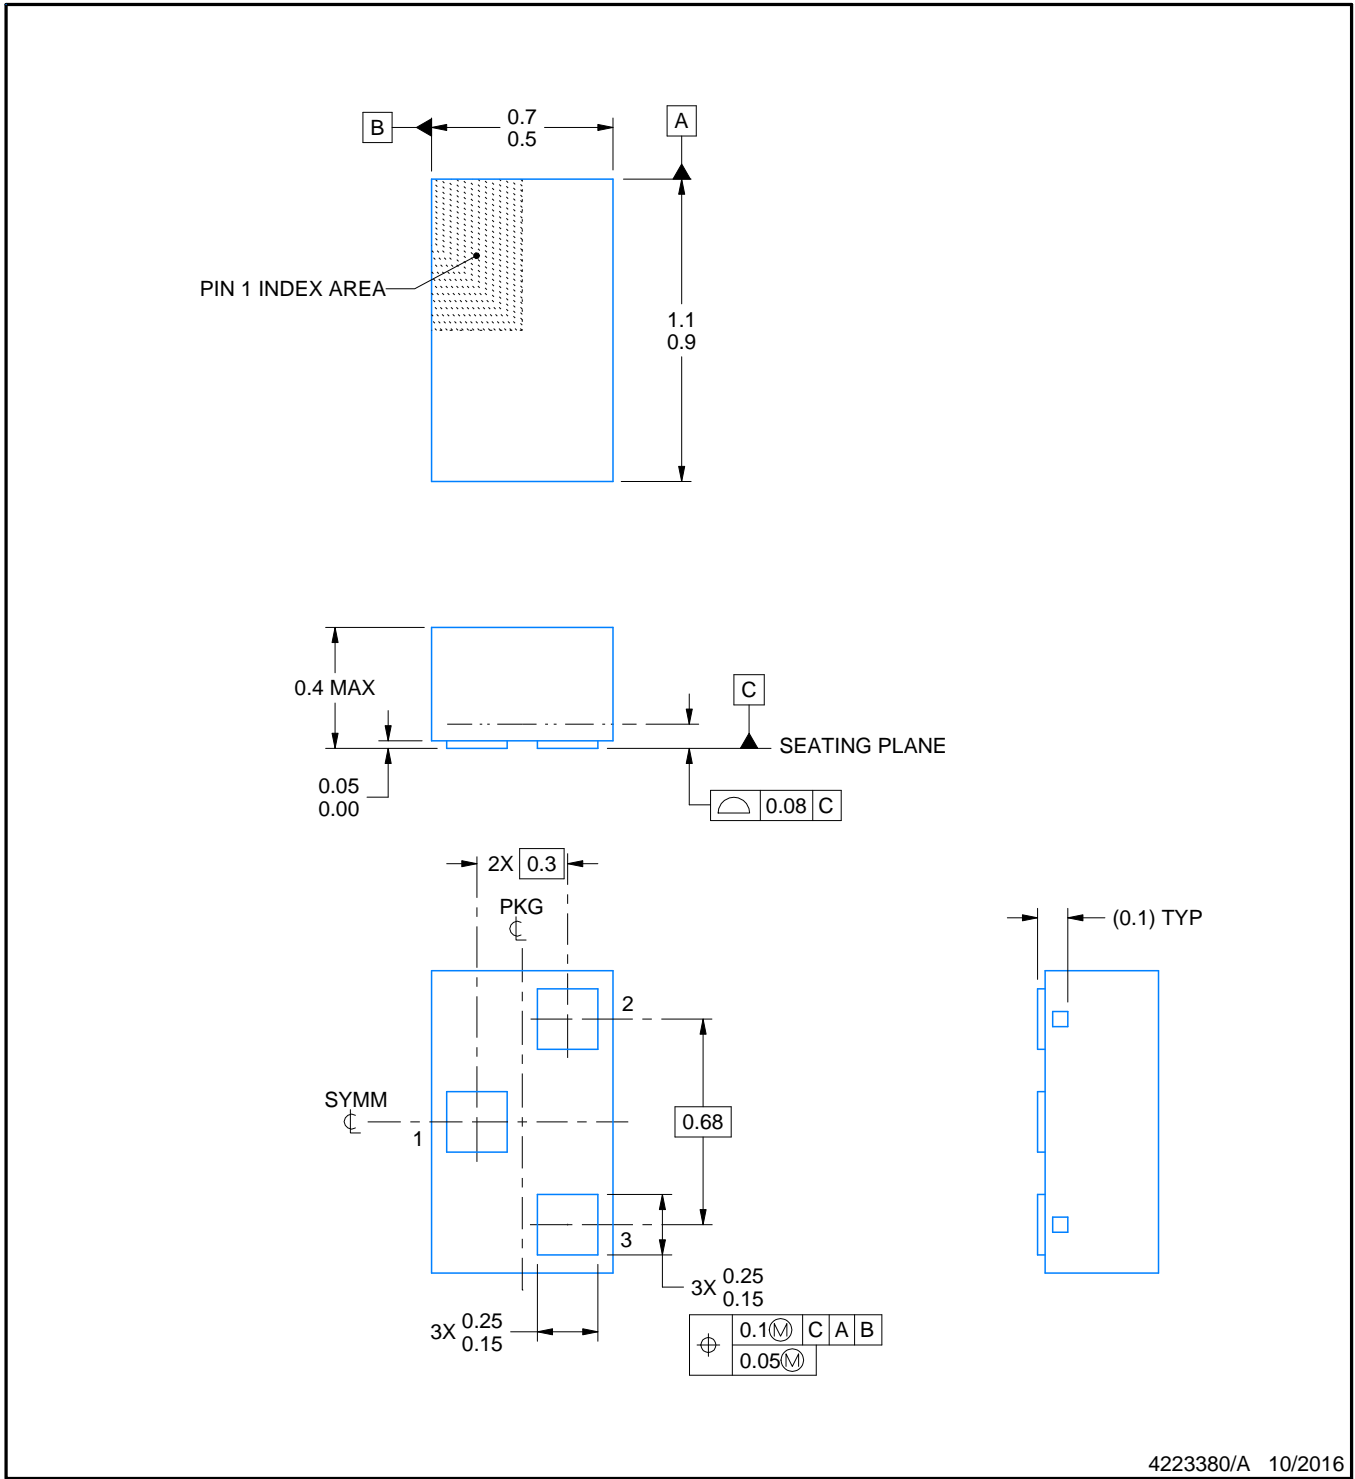 B
0.7
0.5
A
PIN 1 INDEX AREA
1.1
0.9
0.4 MAX
C
SEATING PLANE
0.05
0.00
0.08 C
2X 0.3
PKG
(0.1) TYP
2
SYMM
0.68
1
3
3X 0.25
0.15
3X 0.25
0.15
0.1Ⓜ C A B
0.05Ⓜ
4223380/A 10/2016